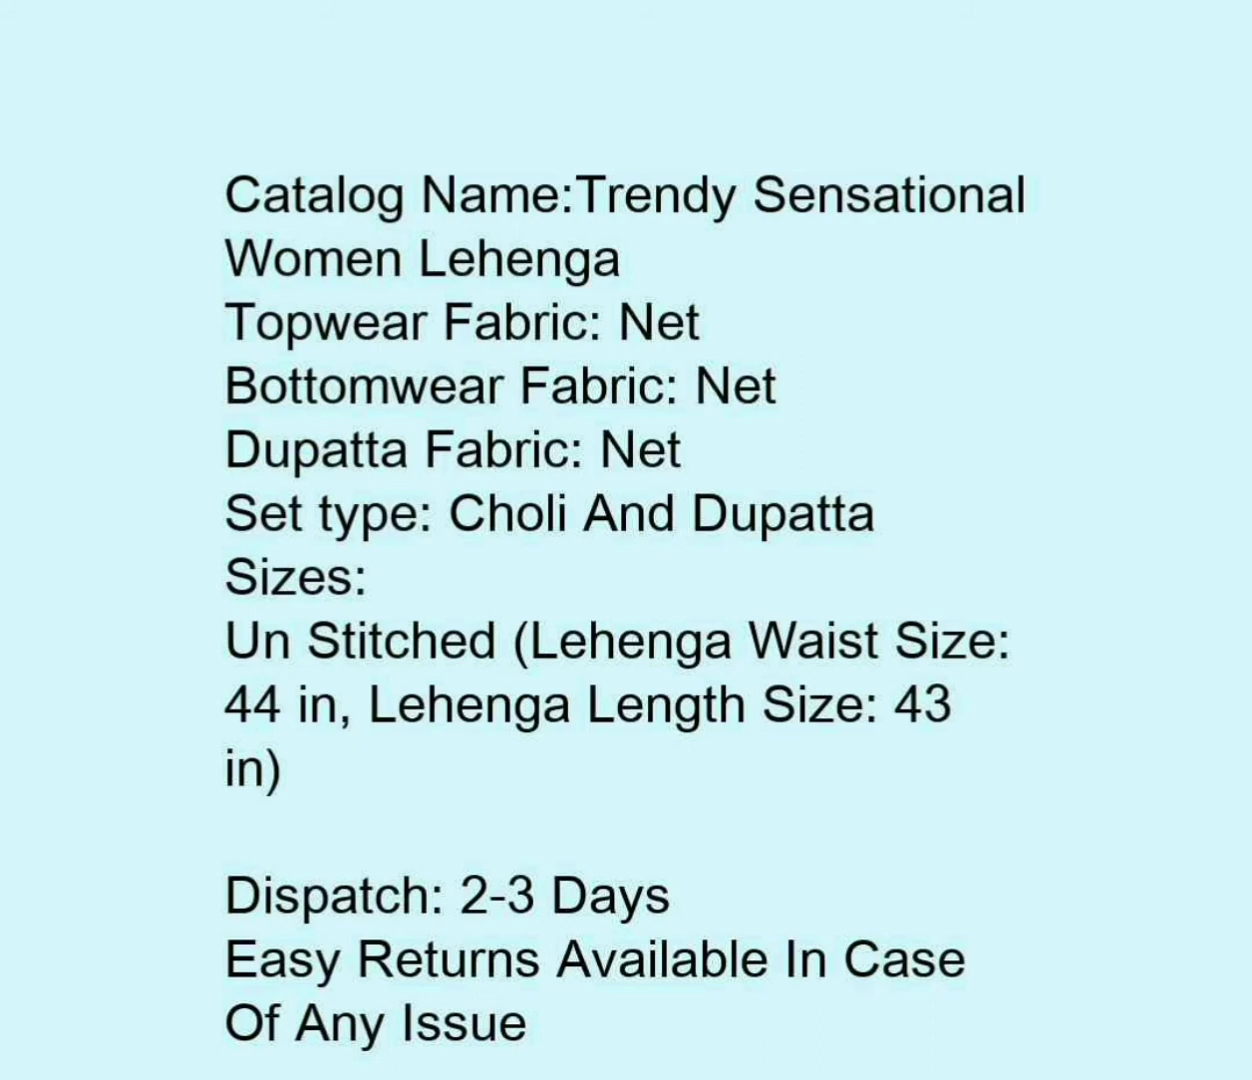 Catalog Name:Trendy Sensational
Women Lehenga
Topwear Fabric: Net
Bottomwear Fabric: Net
Dupatta Fabric: Net
Set type: Choli And Dupatta
Sizes:
Un Stitched (Lehenga Waist Size:
44 in, Lehenga Length Size: 43
in)
Dispatch: 2-3 Days
Easy Returns Available In Case
Of Any Issue